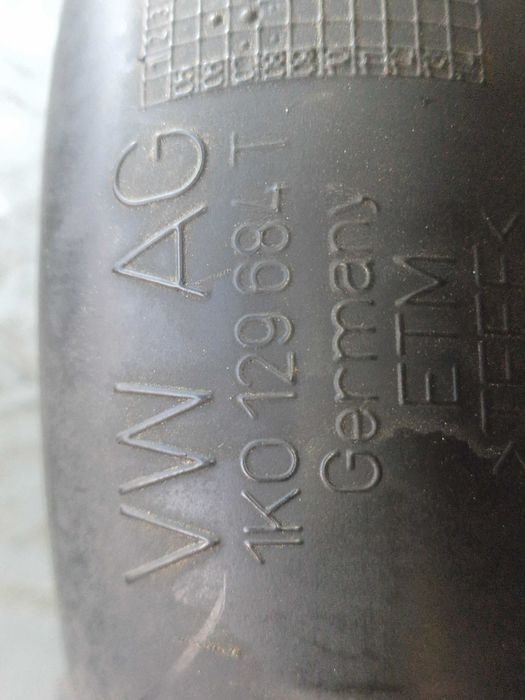 VW AG
1K0 129 684 T
Germany
ETM